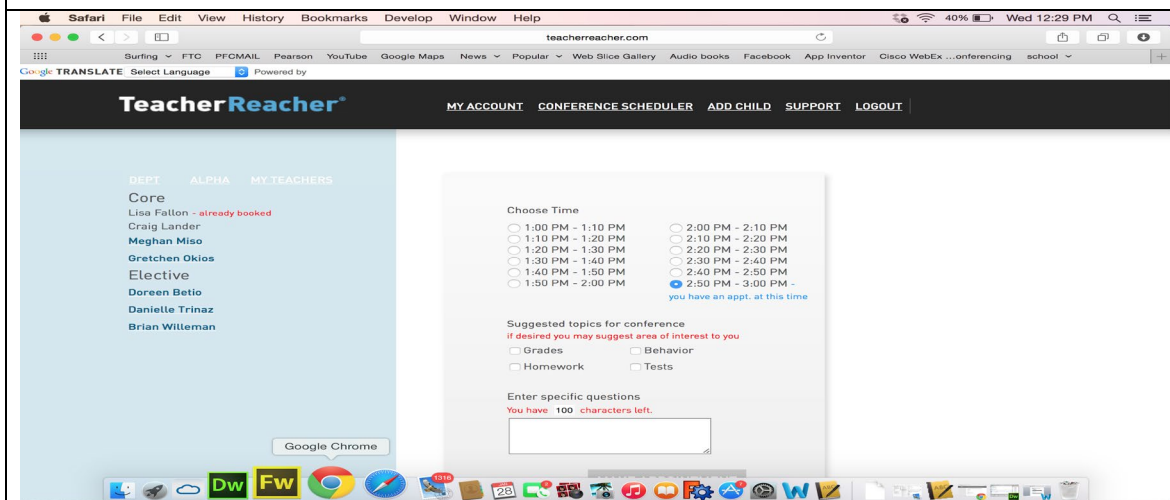 Safari File Edit View History Bookmarks Develop Window Help 40% Wed 12:29 PM
teacherreacher.com
Surfing FTC PFCMAIL Pearson YouTube Google Maps News Popular Web Slice Gallery Audio books Facebook App Inventor Cisco WebEx ...onferencing school
Google TRANSLATE Select Language Powered by
TeacherReacher® MY ACCOUNT CONFERENCE SCHEDULER ADD CHILD SUPPORT LOGOUT
DEPT ALPHA MY TEACHERS
Core
Lisa Fallon - already booked
Craig Lander
Meghan Miso
Gretchen Okios
Elective
Doreen Betio
Danielle Trinaz
Brian Willeman
Choose Time
1:00 PM - 1:10 PM 2:00 PM - 2:10 PM
1:10 PM - 1:20 PM 2:10 PM - 2:20 PM
1:20 PM - 1:30 PM 2:20 PM - 2:30 PM
1:30 PM - 1:40 PM 2:30 PM - 2:40 PM
1:40 PM - 1:50 PM 2:40 PM - 2:50 PM
1:50 PM - 2:00 PM 2:50 PM - 3:00 PM -
you have an appt. at this time
Suggested topics for conference
if desired you may suggest area of interest to you
Grades Behavior
Homework Tests
Enter specific questions
You have 100 characters left.
Google Chrome
Dw Fw 1316 28